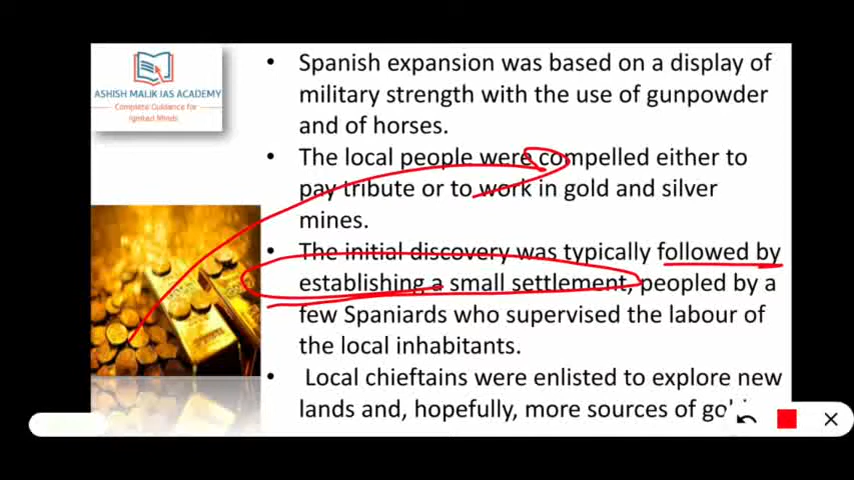 ASHISH MALIK IAS ACADEMY
Complete Guidance for
Ignited Minds
• Spanish expansion was based on a display of
military strength with the use of gunpowder
and of horses.
• The local people were compelled either to
pay tribute or to work in gold and silver
mines.
• The initial discovery was typically followed by
establishing a small settlement, peopled by a
few Spaniards who supervised the labour of
the local inhabitants.
• Local chieftains were enlisted to explore new
lands and, hopefully, more sources of